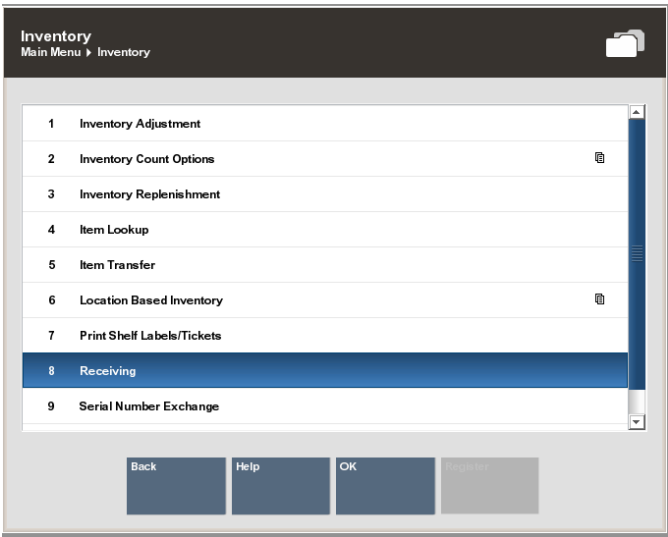 Inventory
Main Menu ▸ Inventory
1 Inventory Adjustment
2 Inventory Count Options
3 Inventory Replenishment
4 Item Lookup
5 Item Transfer
6 Location Based Inventory
7 Print Shelf Labels/Tickets
8 Receiving
9 Serial Number Exchange
Back Help OK Register